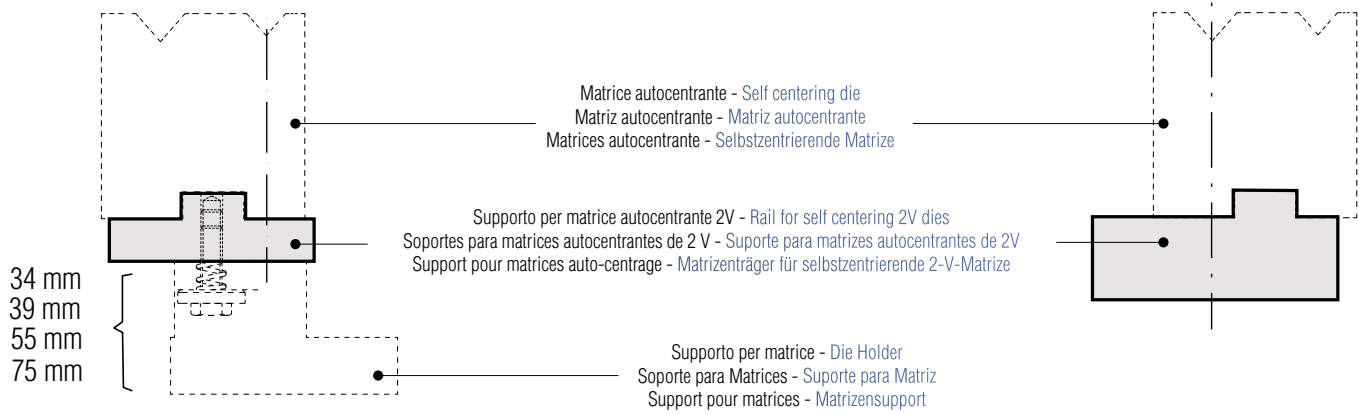 Matrice autocentrante - Self centering die
Matriz autocentrante - Matriz autocentrante
Matrices autocentrante - Selbstzentrierende Matrize
Supporto per matrice autocentrante 2V - Rail for self centering 2V dies
Soportes para matrices autocentrantes de 2 V - Suporte para matrizes autocentrantes de 2V
Support pour matrices auto-centrage - Matrizenträger für selbstzentrierende 2-V-Matrize
34 mm
39 mm
55 mm
75 mm
Supporto per matrice - Die Holder
Soporte para Matrices - Suporte para Matriz
Support pour matrices - Matrizensupport